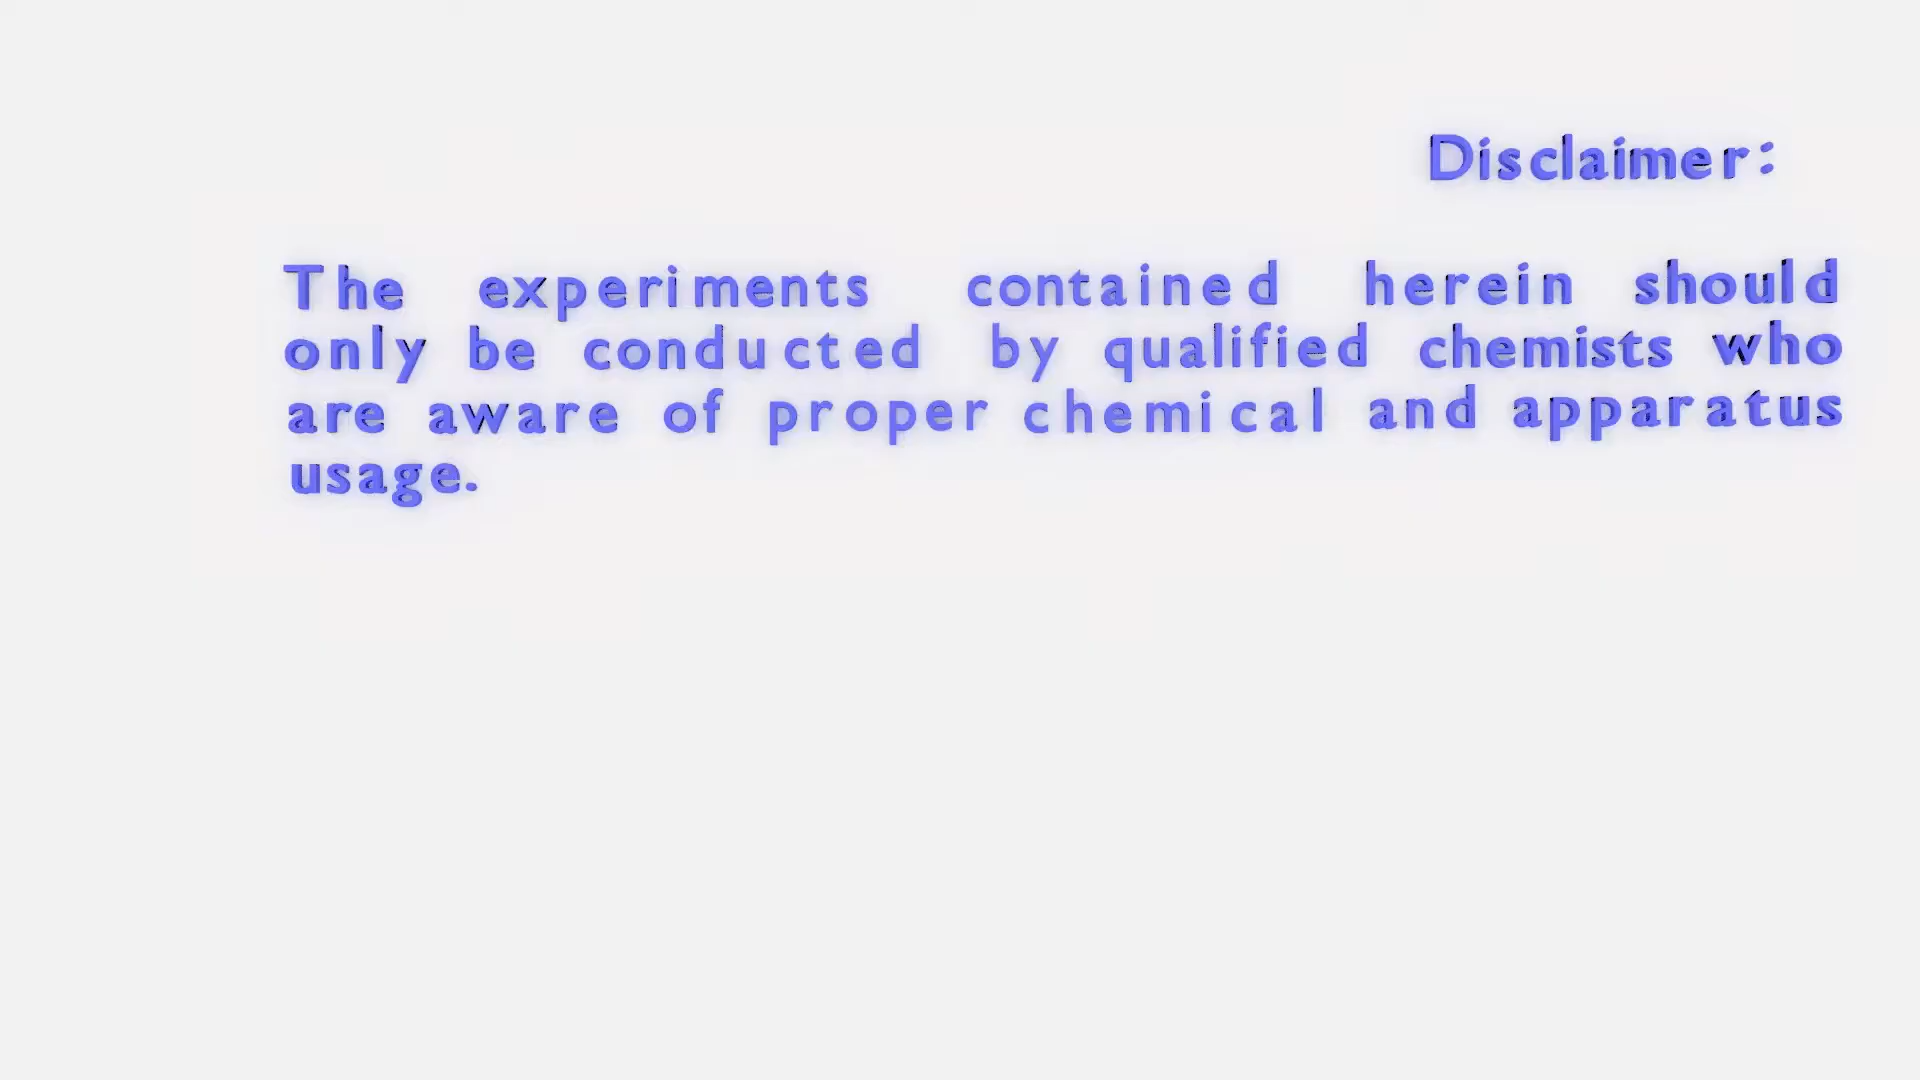 Disclaimer:
The experiments contained herein should
only be conducted by qualified chemists who
are aware of proper chemical and apparatus
usage.